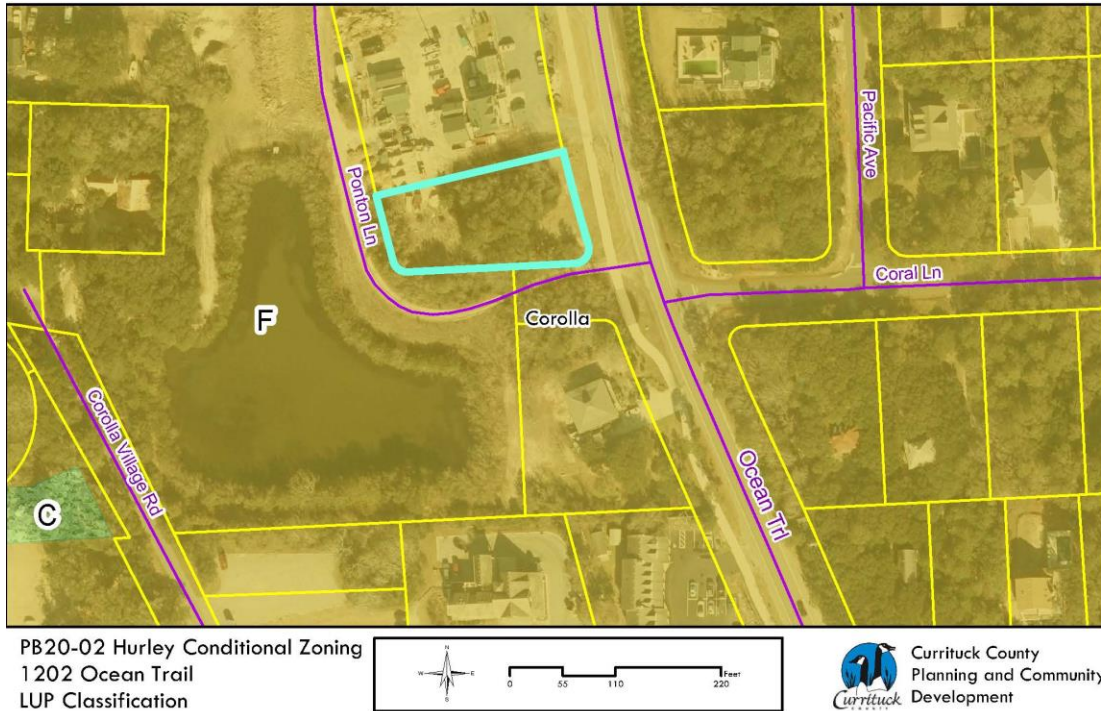 Pacific Ave
Ponton Ln
Coral Ln
F
Corolla
Corolla Village Rd
Ocean Trl
C
PB20-02 Hurley Conditional Zoning
1202 Ocean Trail
LUP Classification
N
W E
S
0 55 110 220 Feet
Currituck
COUNTY
Currituck County
Planning and Community
Development